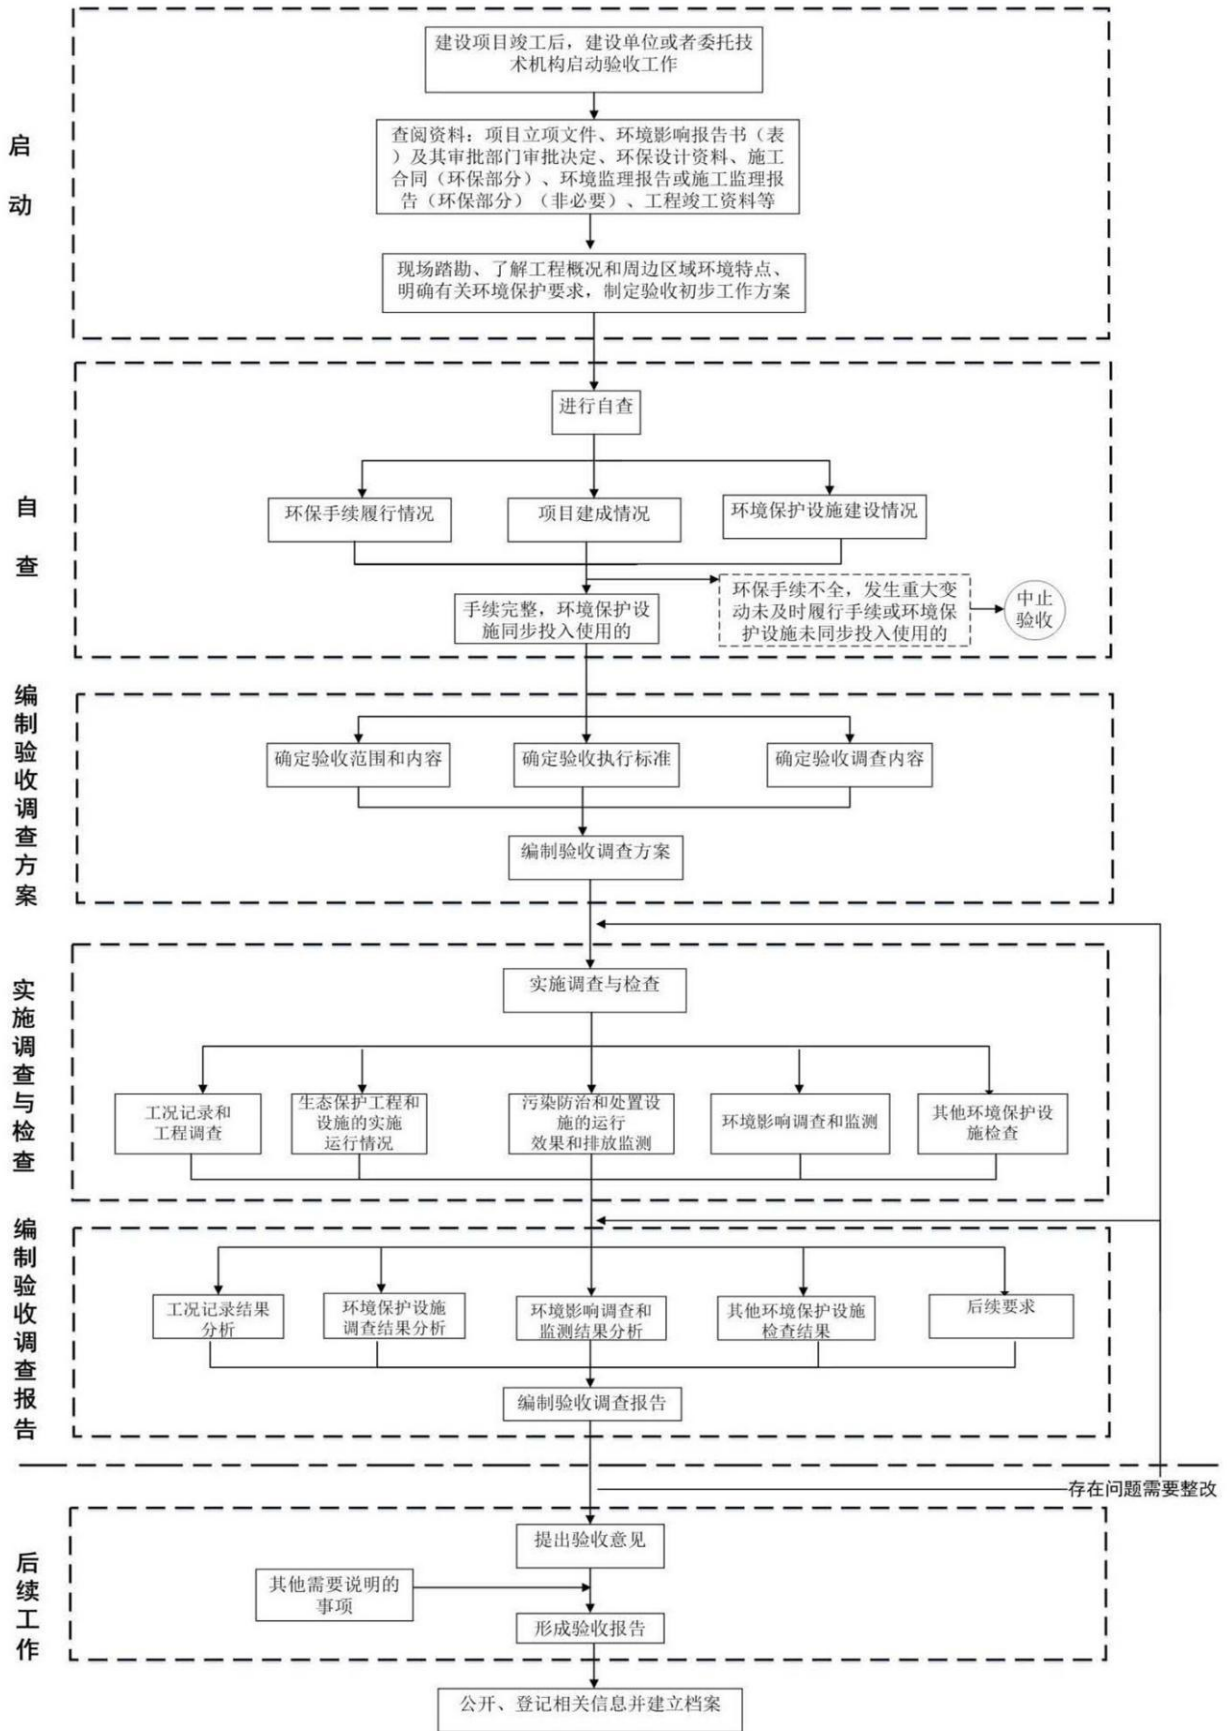 启
动
建设项目竣工后，建设单位或者委托技
术机构启动验收工作
查阅资料：项目立项文件、环境影响报告书（表
）及其审批部门审批决定、环保设计资料、施工
合同（环保部分）、环境监理报告或施工监理报
告（环保部分）（非必要）、工程竣工资料等
现场踏勘、了解工程概况和周边区域环境特点、
明确有关环境保护要求，制定验收初步工作方案
自
查
进行自查
环保手续履行情况
项目建成情况
环境保护设施建设情况
手续完整，环境保护设
施同步投入使用的
环保手续不全，发生重大变
动未及时履行手续或环境保
护设施未同步投入使用的
中止
验收
编
制
验
收
调
查
方
案
确定验收范围和内容
确定验收执行标准
确定验收调查内容
编制验收调查方案
实
施
调
查
与
检
查
实施调查与检查
工况记录和
工程调查
生态保护工程和
设施的实施
运行情况
污染防治和处置设
施的运行
效果和排放监测
环境影响调查和监测
其他环境保护设
施检查
编
制
验
收
调
查
报
告
工况记录结果
分析
环境保护设施
调查结果分析
环境影响调查和
监测结果分析
其他环境保护设施
检查结果
后续要求
编制验收调查报告
存在问题需要整改
后
续
工
作
提出验收意见
其他需要说明的
事项
形成验收报告
公开、登记相关信息并建立档案